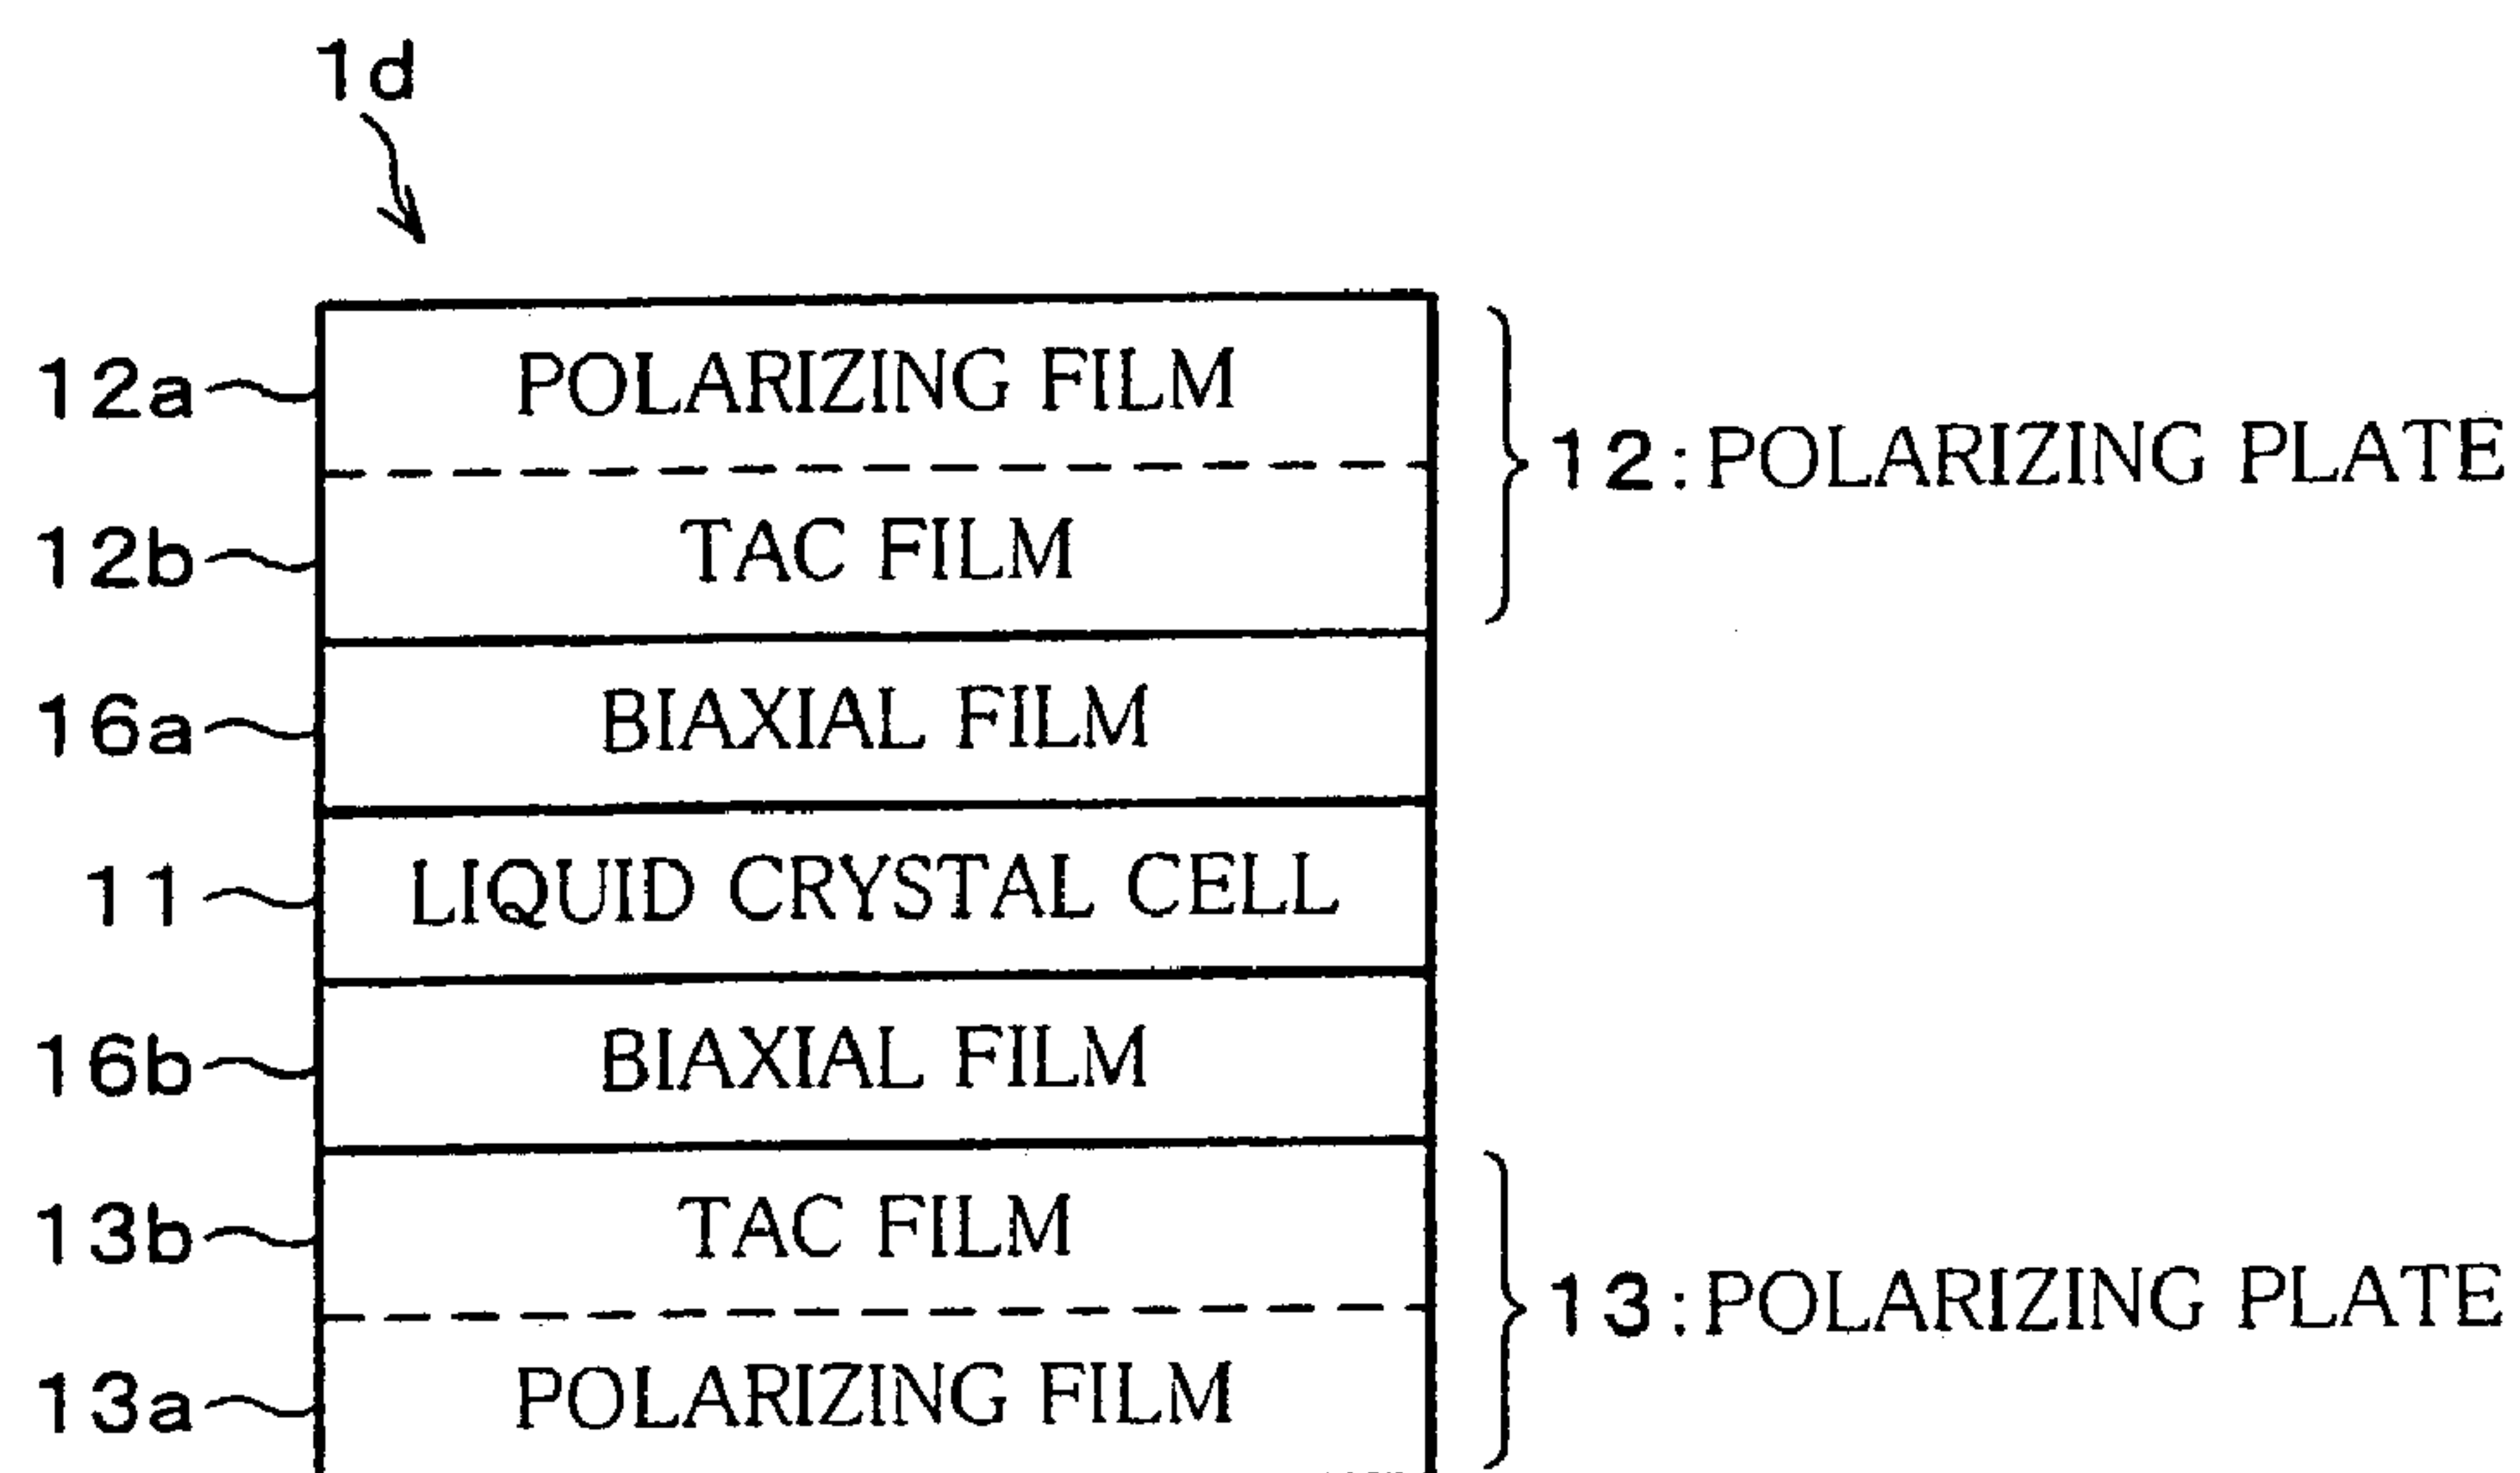 1d
12a POLARIZING FILM
12: POLARIZING PLATE
12b TAC FILM
16a BIAXIAL FILM
11 LIQUID CRYSTAL CELL
16b BIAXIAL FILM
13b TAC FILM
13: POLARIZING PLATE
13a POLARIZING FILM